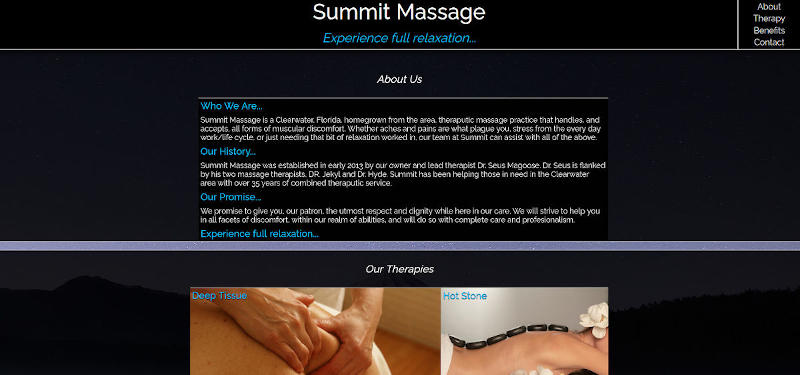 Summit Massage
Experience full relaxation...
About
Therapy
Benefits
Contact
About Us
Who We Are...
Summit Massage is a Clearwater, Florida, homegrown from the area, theraputic massage practice that handles, and
accepts, all forms of muscular discomfort. Whether aches and pains are what plague you, stress from the every day
work/life cycle, or just needing that bit of relaxation worked in, our team at Summit can assist with all of the above.
Our History...
Summit Massage was established in early 2013 by our owner and lead therapist Dr. Seus Magoose. Dr. Seus is flanked
by his two massage therapists, DR. Jekyl and Dr. Hyde. Summit has been helping those in need in the Clearwater
area with over 35 years of combined theraputic service.
Our Promise...
We promise to give you, our patron, the utmost respect and dignity while here in our care. We will strive to help you
in all facets of discomfort, within our realm of abilities, and will do so with complete care and profesionalism.
Experience full relaxation...
Our Therapies
Deep Tissue
Hot Stone